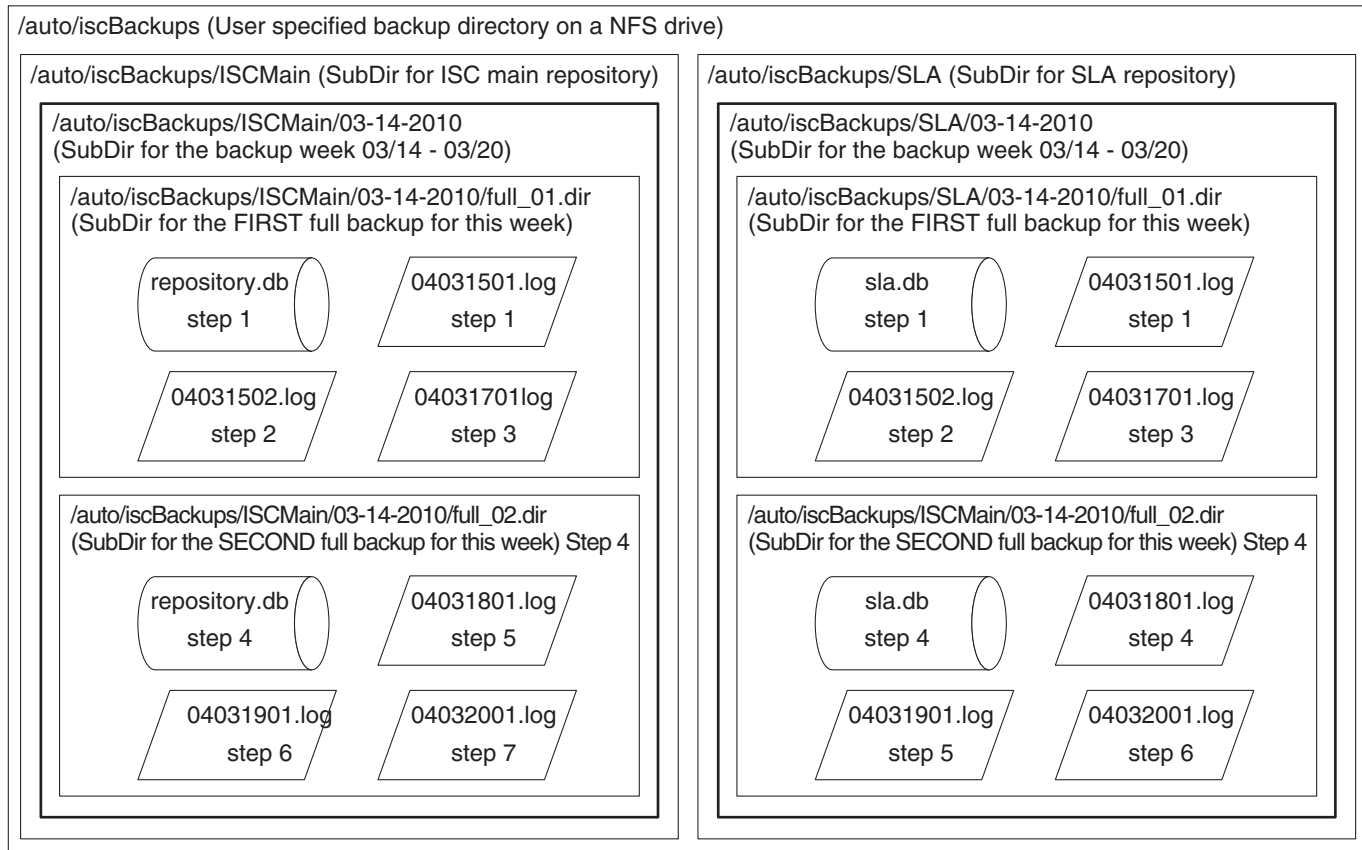 /auto/iscBackups (User specified backup directory on a NFS drive)
/auto/iscBackups/ISCMain (SubDir for ISC main repository)
/auto/iscBackups/ISCMain/03-14-2010
(SubDir for the backup week 03/14 - 03/20)
/auto/iscBackups/ISCMain/03-14-2010/full_01.dir
(SubDir for the FIRST full backup for this week)
repository.db
step 1
04031501.log
step 1
04031502.log
step 2
04031701log
step 3
/auto/iscBackups/ISCMain/03-14-2010/full_02.dir
(SubDir for the SECOND full backup for this week) Step 4
repository.db
step 4
04031801.log
step 5
04031901.log
step 6
04032001.log
step 7
/auto/iscBackups/SLA (SubDir for SLA repository)
/auto/iscBackups/SLA/03-14-2010
(SubDir for the backup week 03/14 - 03/20)
/auto/iscBackups/SLA/03-14-2010/full_01.dir
(SubDir for the FIRST full backup for this week)
sla.db
step 1
04031501.log
step 1
04031502.log
step 2
04031701.log
step 3
/auto/iscBackups/ISCMain/03-14-2010/full_02.dir
(SubDir for the SECOND full backup for this week) Step 4
sla.db
step 4
04031801.log
step 4
04031901.log
step 5
04032001.log
step 6